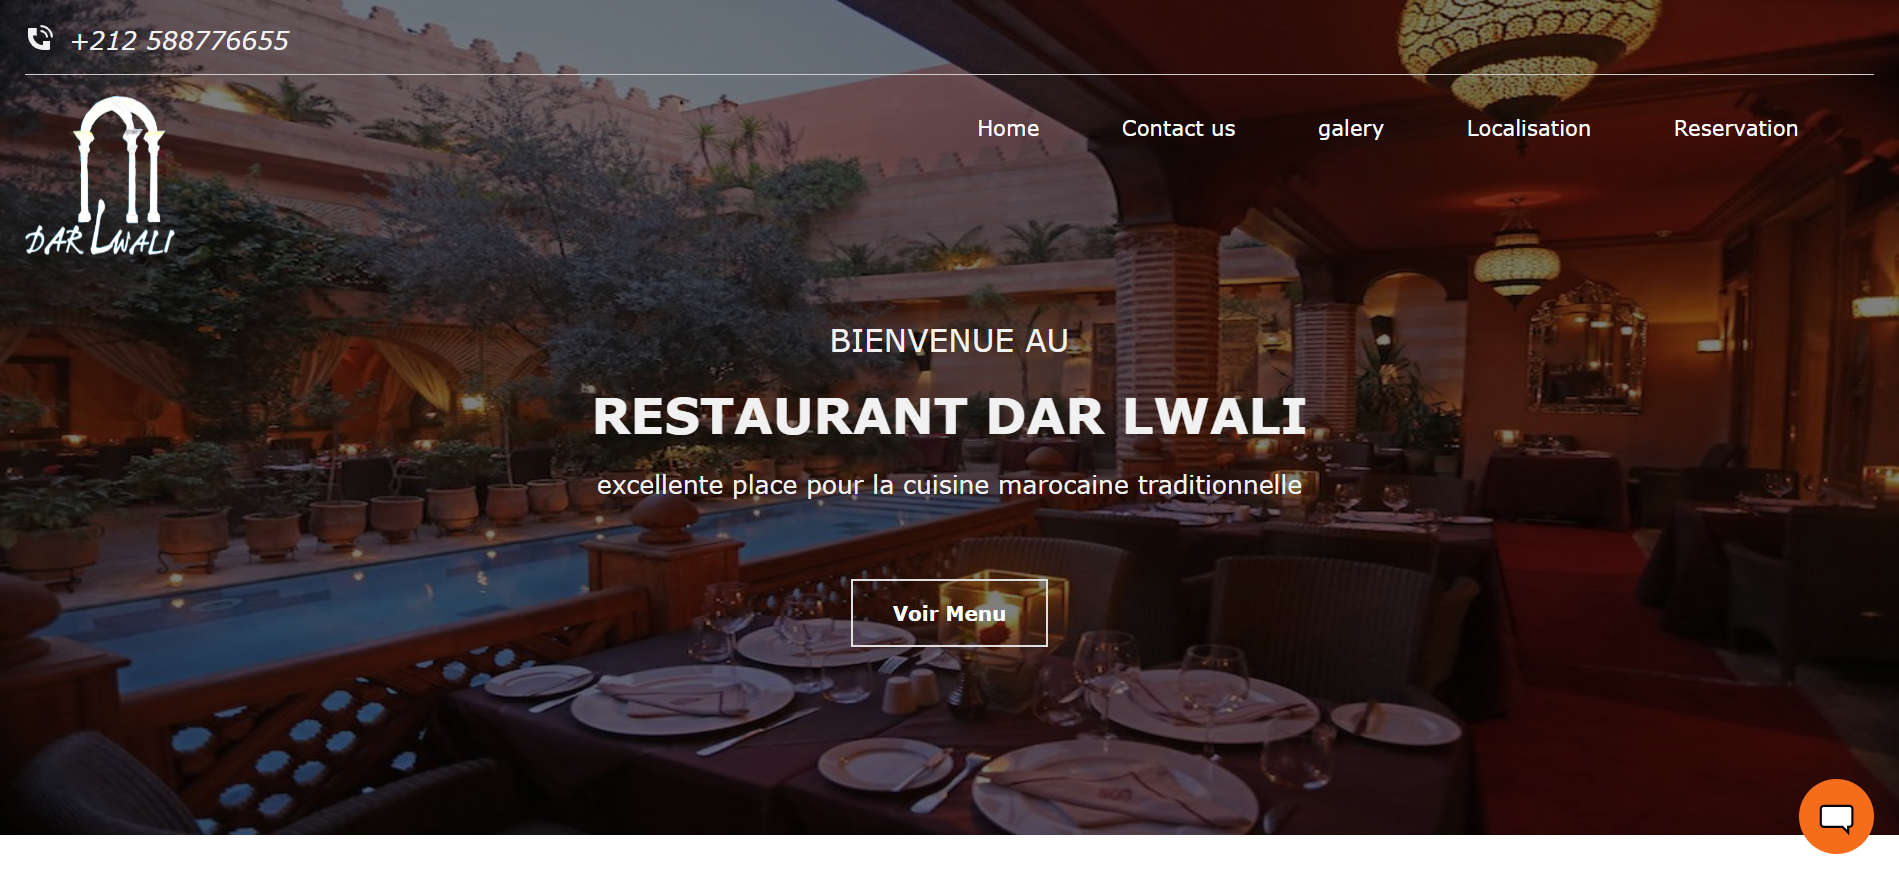 +212 588776655
DAR LWALI
Home
Contact us
galery
Localisation
Reservation
BIENVENUE AU
RESTAURANT DAR LWALI
excellente place pour la cuisine marocaine traditionnelle
Voir Menu